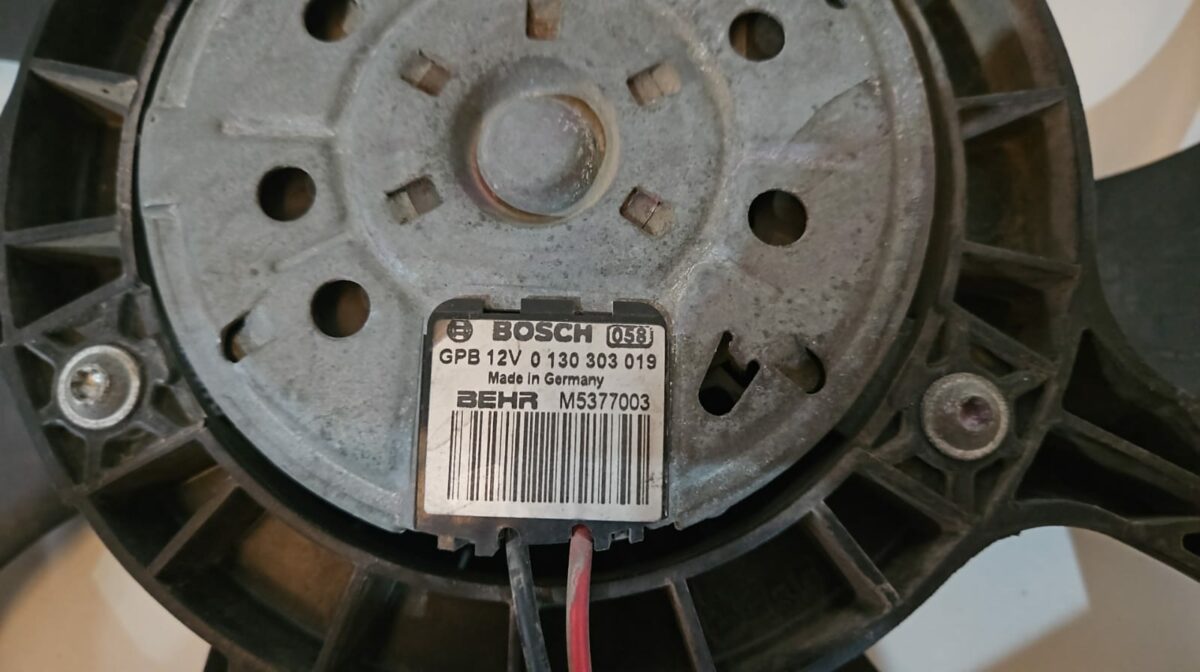 BOSCH 058
GPB 12V 0 130 303 019
Made in Germany
BEHR M5377003